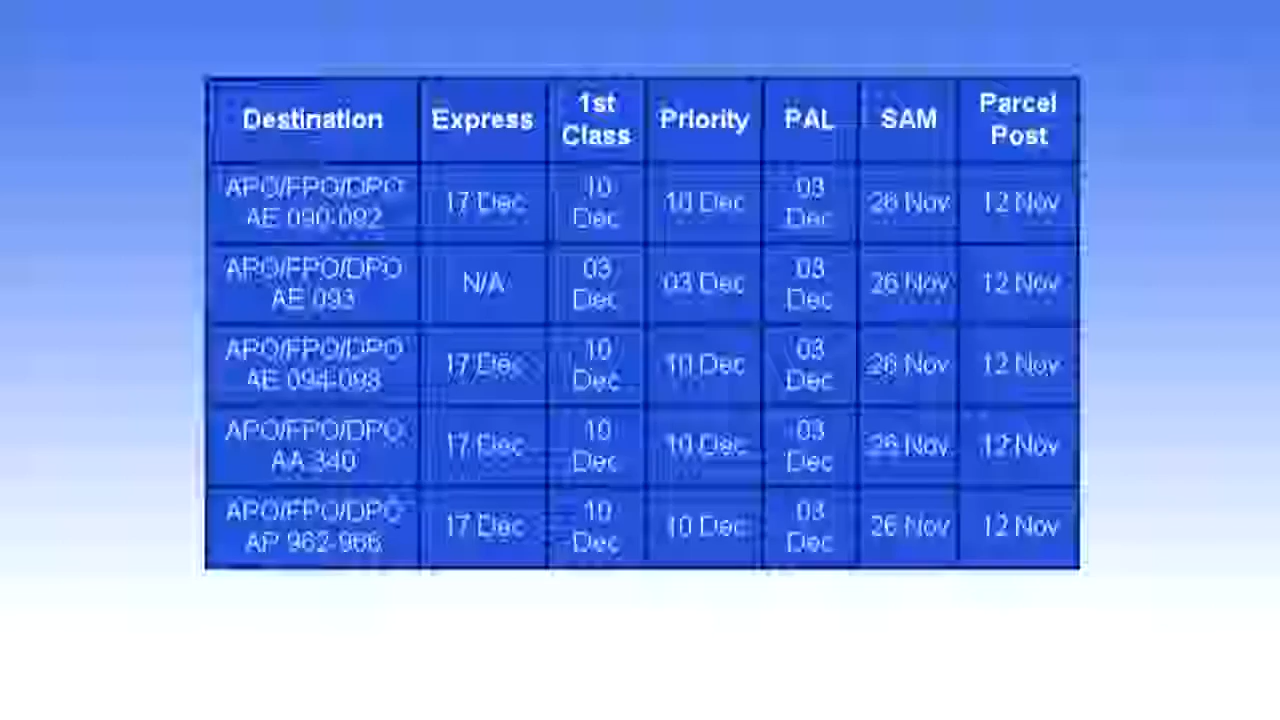 Destination Express 1st Class Priority PAL SAM Parcel Post
APO/FPO/DPO AE 090-092 17 Dec 10 Dec 10 Dec 03 Dec 26 Nov 12 Nov
APO/FPO/DPO AE 093 N/A 03 Dec 03 Dec 03 Dec 26 Nov 12 Nov
APO/FPO/DPO AE 094-098 17 Dec 10 Dec 10 Dec 03 Dec 26 Nov 12 Nov
APO/FPO/DPO AA 340 17 Dec 10 Dec 10 Dec 03 Dec 26 Nov 12 Nov
APO/FPO/DPO AP 962-966 17 Dec 10 Dec 10 Dec 03 Dec 26 Nov 12 Nov